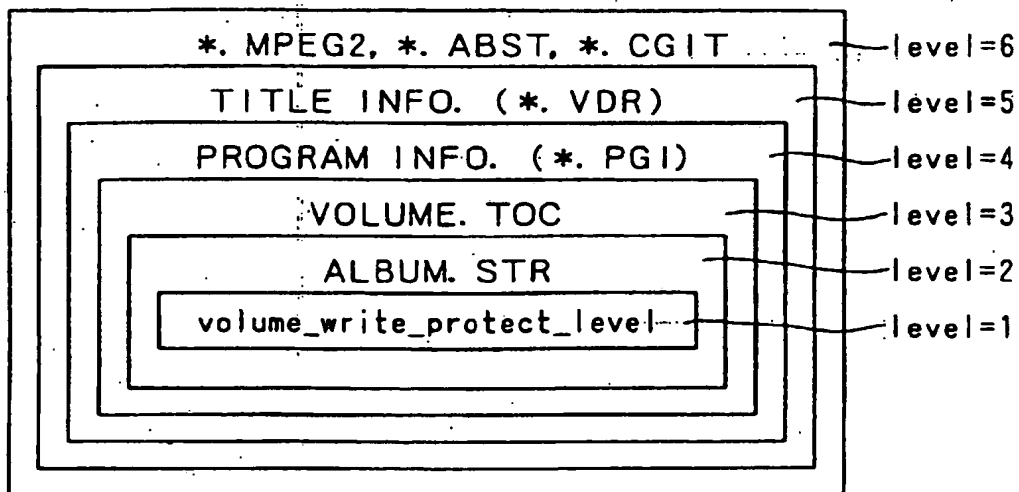 *. MPEG2, *. ABST, *. CGIT level=6
TITLE INFO. (*. VDR) level=5
PROGRAM INFO. (*. PGI) level=4
VOLUME. TOC level=3
ALBUM. STR level=2
volume_write_protect_level level=1